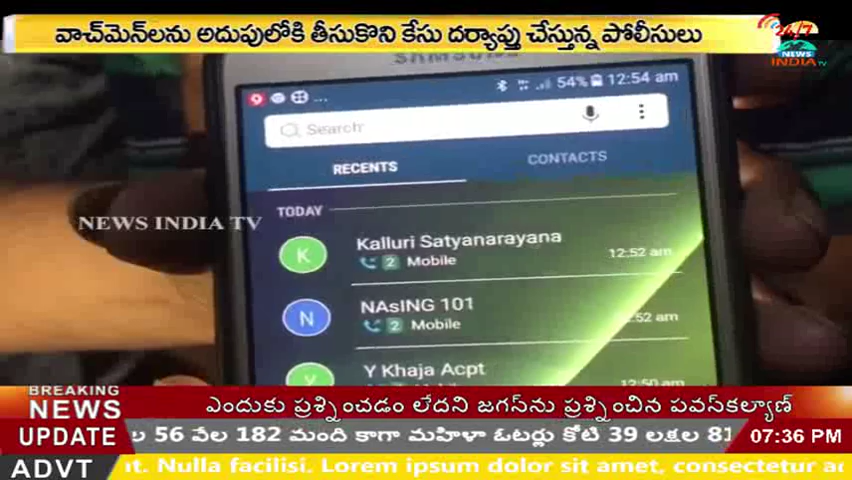 వాచ్‌మెన్‌లను అదుపులోకి తీసుకొని కేసు దర్యాప్తు చేస్తున్న పోలీసులు
24/7
NEWS
INDIA TV
SAMSUNG
... 54% 12:54 am
Search
RECENTS CONTACTS
TODAY
NEWS INDIA TV
K Kalluri Satyanarayana
2 Mobile 12:52 am
N NAsING 101
2 Mobile :52 am
Y Y Khaja Acpt
12:50 am
BREAKING
NEWS
UPDATE
ఎందుకు ప్రశ్నించడం లేదని జగన్‌ను ప్రశ్నించిన పవన్‌కల్యాణ్
ల 56 వేల 182 మంది కాగా మహిళా ఓటర్లు కోటి 39 లక్షల 81
07:36 PM
ADVT
nt. Nulla facilisi. Lorem ipsum dolor sit amet, consectetur ad